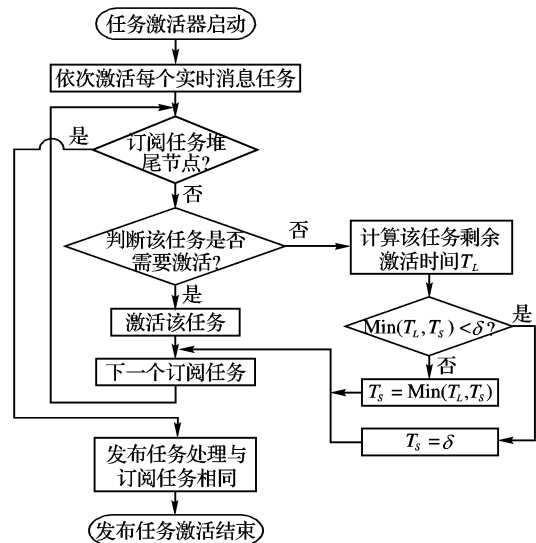 任务激活器启动
依次激活每个实时消息任务
是
订阅任务堆
尾节点?
否
判断该任务是否
需要激活?
否
计算该任务剩余
激活时间T_L
是
激活该任务
Min(T_L,T_S)<δ?
是
否
下一个订阅任务
T_S=Min(T_L,T_S)
T_S=δ
发布任务处理与
订阅任务相同
发布任务激活结束